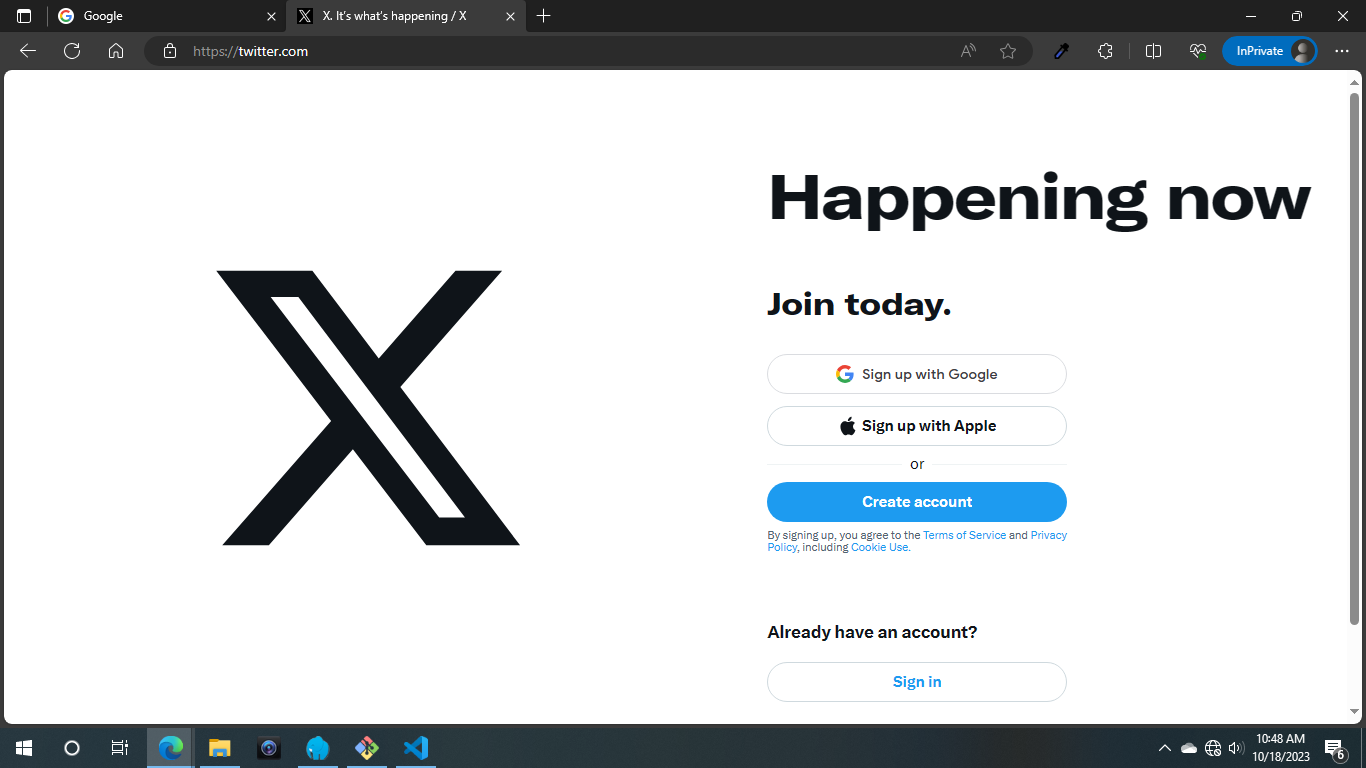 Google
X. It's what's happening / X
https://twitter.com
InPrivate
Happening now
Join today.
Sign up with Google
Sign up with Apple
or
Create account
By signing up, you agree to the Terms of Service and Privacy
Policy, including Cookie Use.
Already have an account?
Sign in
10:48 AM
10/18/2023
6